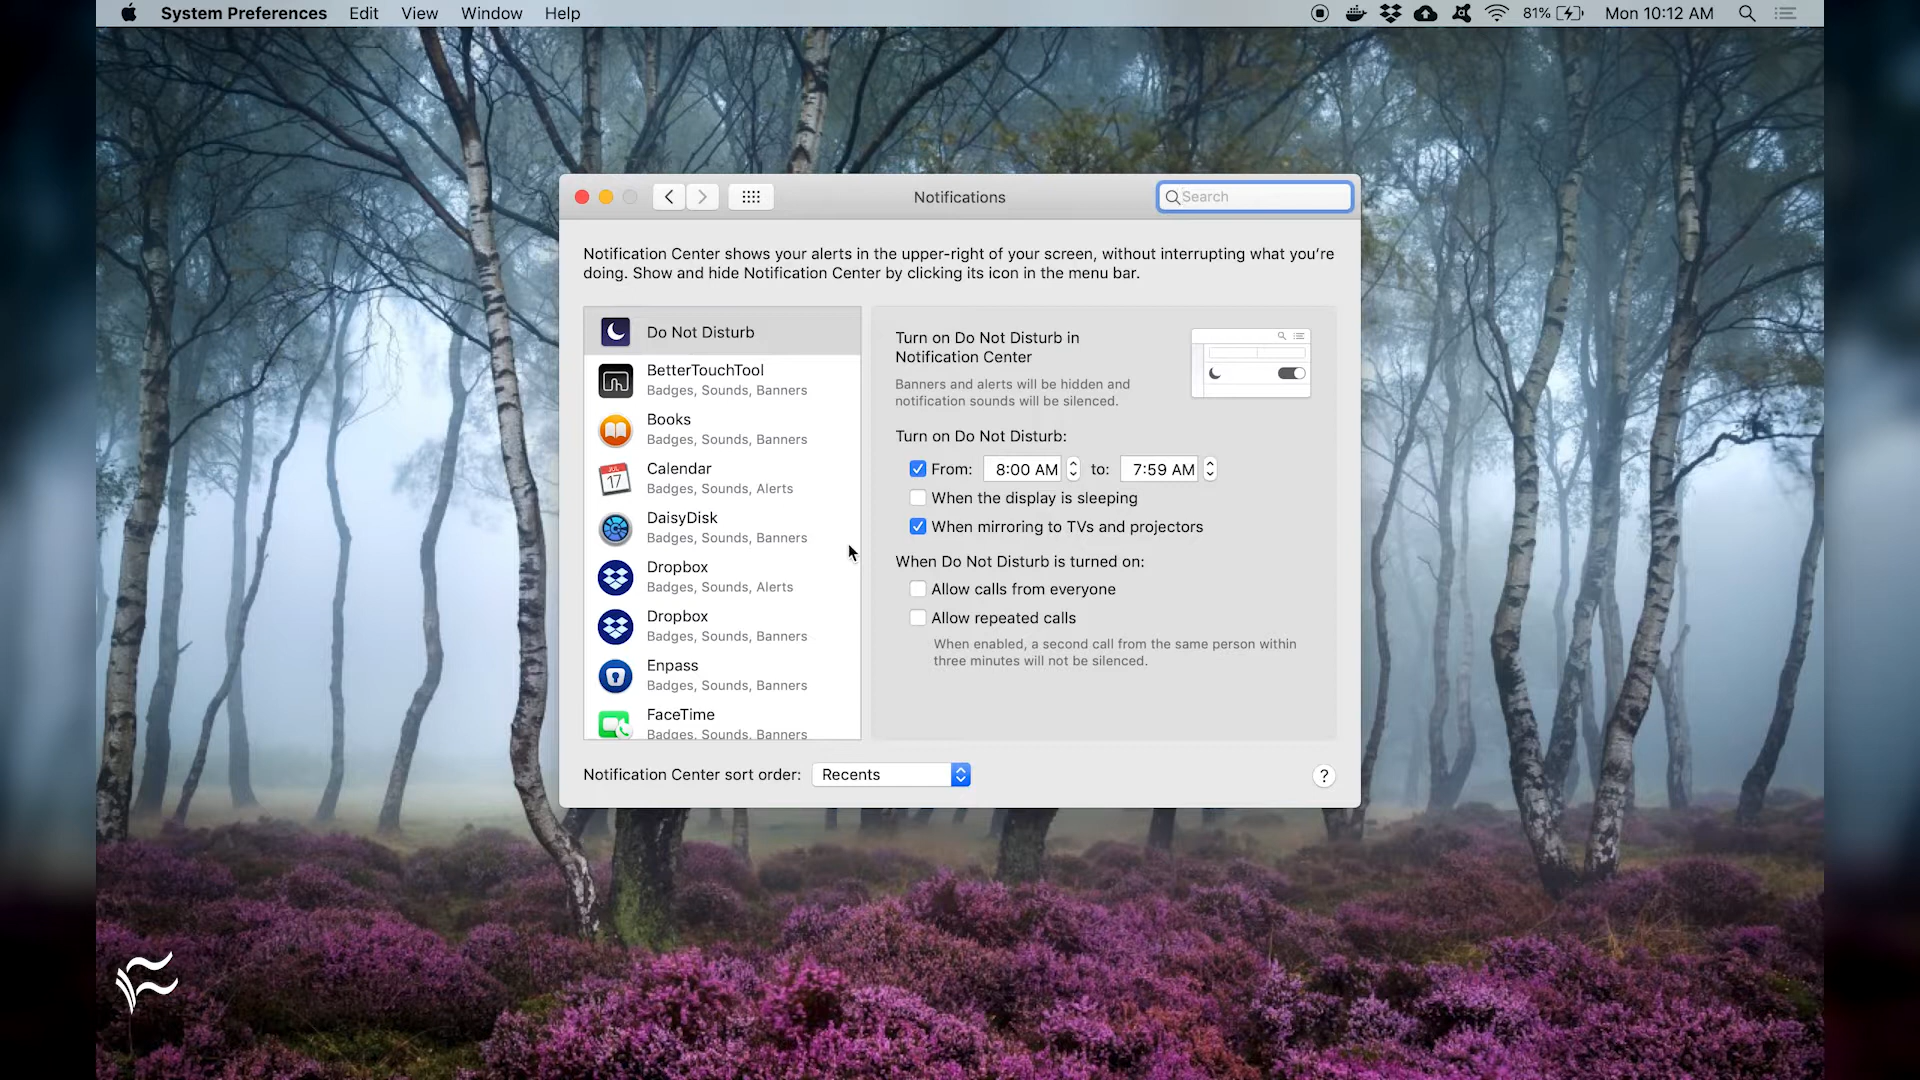 System Preferences Edit View Window Help 81% Mon 10:12 AM
Notifications
Search
Notification Center shows your alerts in the upper-right of your screen, without interrupting what you're
doing. Show and hide Notification Center by clicking its icon in the menu bar.
Do Not Disturb
BetterTouchTool
Badges, Sounds, Banners
Books
Badges, Sounds, Banners
JUL
17
Calendar
Badges, Sounds, Alerts
DaisyDisk
Badges, Sounds, Banners
Dropbox
Badges, Sounds, Alerts
Dropbox
Badges, Sounds, Banners
Enpass
Badges, Sounds, Banners
FaceTime
Badges, Sounds, Banners
Turn on Do Not Disturb in
Notification Center
Banners and alerts will be hidden and
notification sounds will be silenced.
Turn on Do Not Disturb:
From: 8:00 AM to: 7:59 AM
When the display is sleeping
When mirroring to TVs and projectors
When Do Not Disturb is turned on:
Allow calls from everyone
Allow repeated calls
When enabled, a second call from the same person within
three minutes will not be silenced.
Notification Center sort order: Recents ?